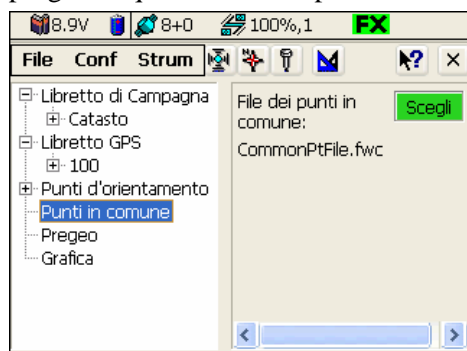 8.9V 8+0 100%,1 FX
File Conf Strum
Libretto di Campagna
Catasto
Libretto GPS
100
Punti d'orientamento
Punti in comune
Pregeo
Grafica
File dei punti in comune:
Scegli
CommonPtFile.fwc